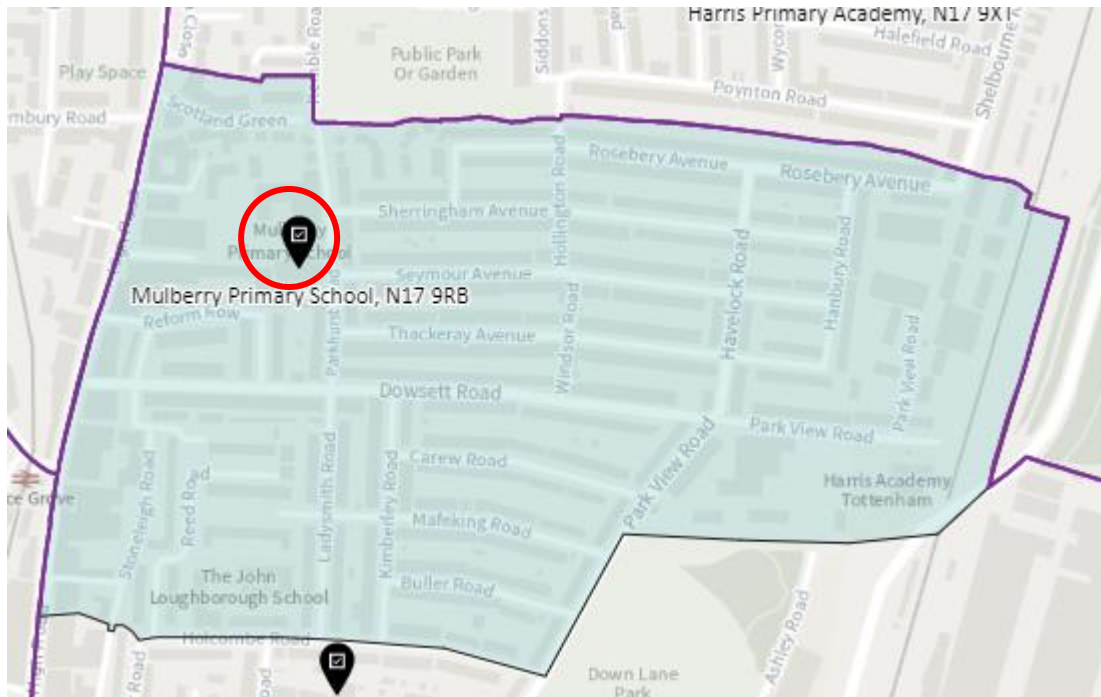 Harris Primary Academy, N17 9XT
Halefield Road
Close
Siddons
Shelbourne
Public Park
Or Garden
Play Space
Poynton Road
Scotland Green
Rosebery Avenue
Rosebery Avenue
Hollington Road
Sherringham Avenue
Primary School
Seymour Avenue
Mulberry Primary School, N17 9RB
Havelock Road
Hanbury Road
Reform Row
Thackeray Avenue
Windsor Road
Park View Road
Dowsett Road
Park View Road
Park View Road
Carew Road
Ladysmith Road
Kimberley Road
Stoneleigh Road
Reed Road
Harris Academy
Tottenham
Mafeking Road
The John
Loughborough School
Buller Road
Holcombe Road
Ashley Road
Down Lane
Park
Road